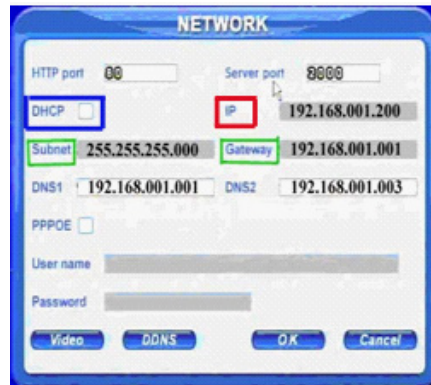 NETWORK
HTTP port 00 Server port 8000
DHCP IP 192.168.001.200
Subnet 255.255.255.000 Gateway 192.168.001.001
DNS1 192.168.001.001 DNS2 192.168.001.003
PPPOE
User name
Password
Video DDNS OK Cancel